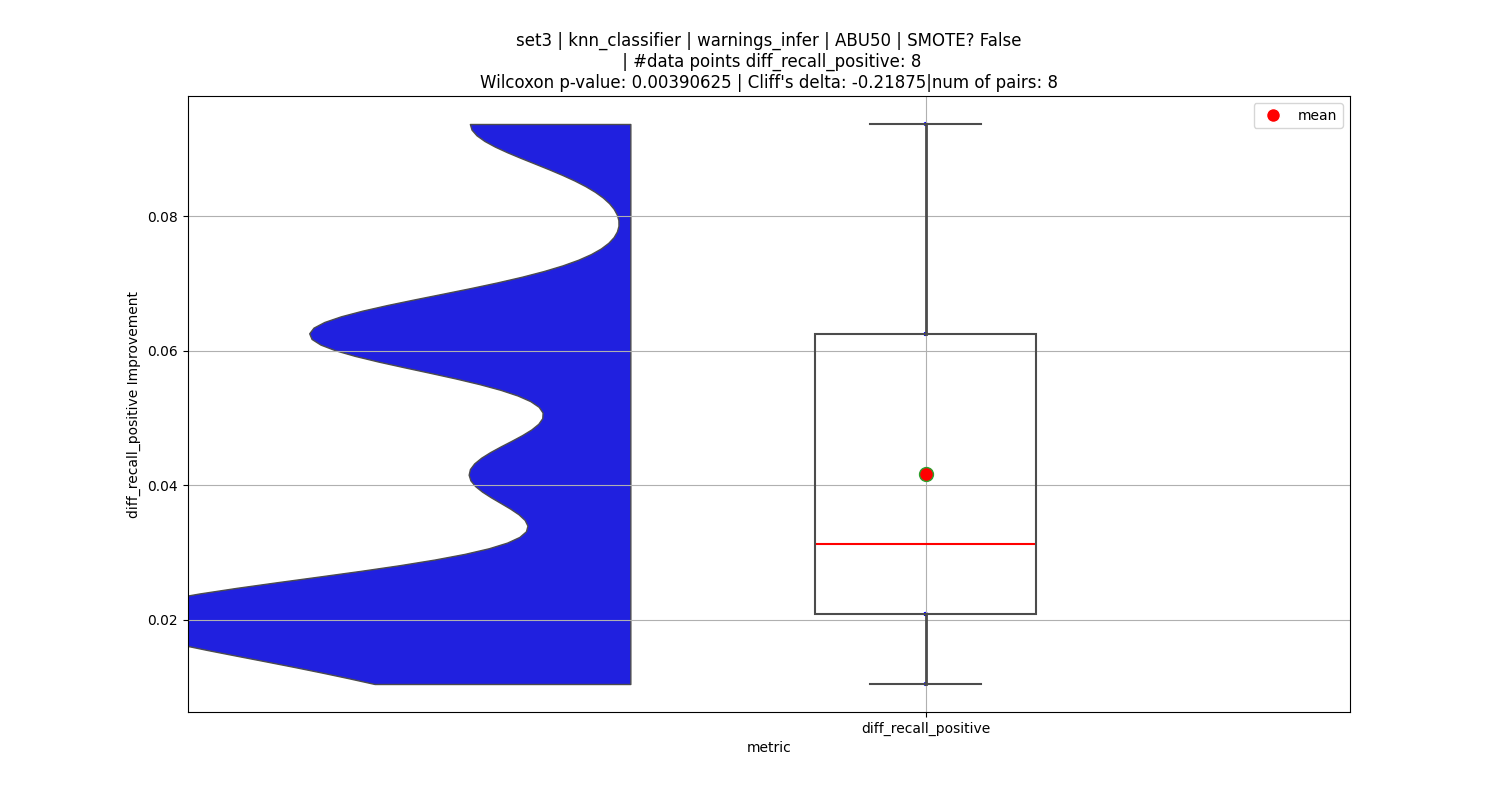 set3 | knn_classifier | warnings_infer | ABU50 | SMOTE? False
| #data points diff_recall_positive: 8
Wilcoxon p-value: 0.00390625 | Cliff's delta: -0.21875|num of pairs: 8
mean
0.08
0.06
0.04
0.02
diff_recall_positive Improvement
diff_recall_positive
metric